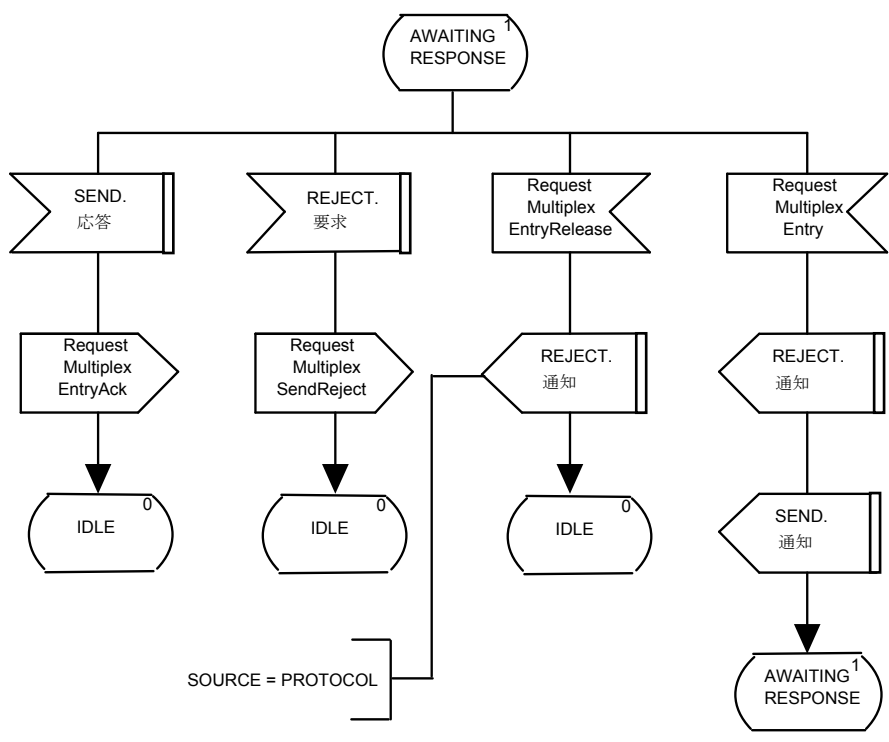 AWAITING 1
RESPONSE
SEND.
応答
REJECT.
要求
Request
Multiplex
EntryRelease
Request
Multiplex
Entry
Request
Multiplex
EntryAck
Request
Multiplex
SendReject
REJECT.
通知
REJECT.
通知
IDLE 0
IDLE 0
IDLE 0
SEND.
通知
SOURCE = PROTOCOL
AWAITING 1
RESPONSE